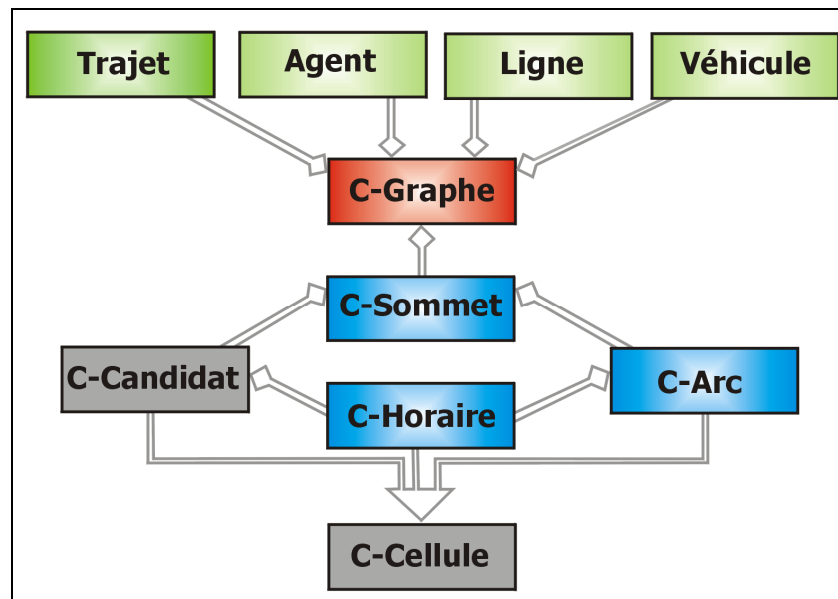 Trajet
Agent
Ligne
Véhicule
C-Graphe
C-Sommet
C-Candidat
C-Horaire
C-Arc
C-Cellule